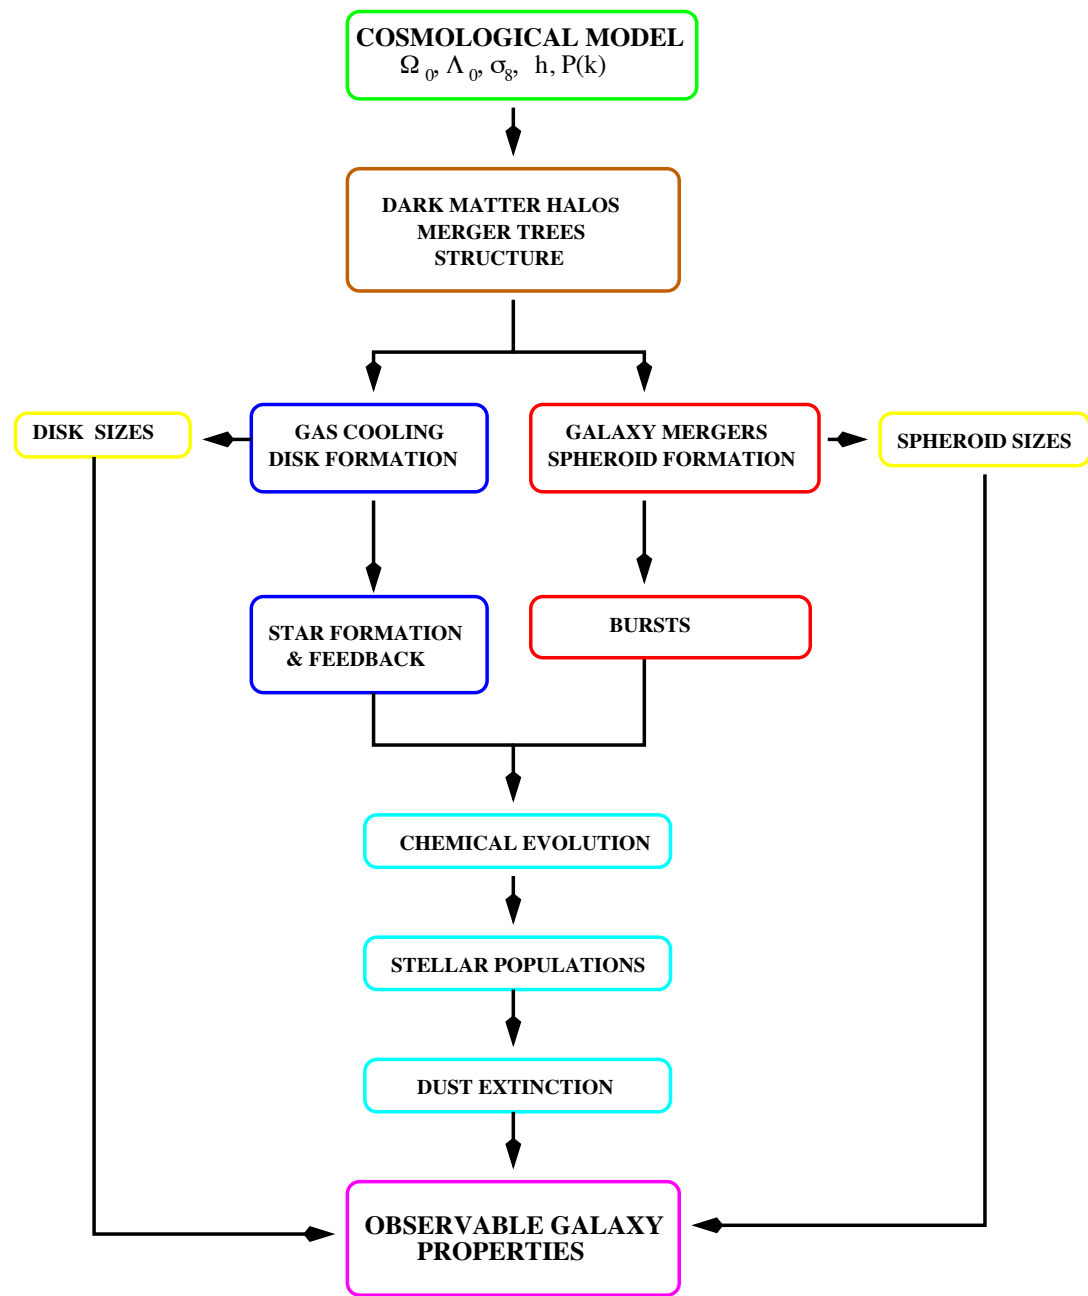 COSMOLOGICAL MODEL
Ω 0, Λ 0, σ8, h, P(k)
DARK MATTER HALOS
MERGER TREES
STRUCTURE
DISK SIZES
GAS COOLING
DISK FORMATION
GALAXY MERGERS
SPHEROID FORMATION
SPHEROID SIZES
STAR FORMATION
& FEEDBACK
BURSTS
CHEMICAL EVOLUTION
STELLAR POPULATIONS
DUST EXTINCTION
OBSERVABLE GALAXY
PROPERTIES